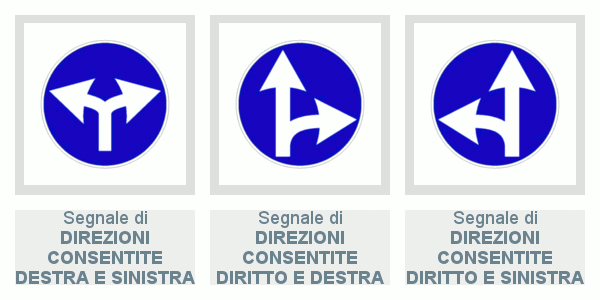 Segnale di
DIREZIONI
CONSENTITE
DESTRA E SINISTRA
Segnale di
DIREZIONI
CONSENTITE
DIRITTO E DESTRA
Segnale di
DIREZIONI
CONSENTITE
DIRITTO E SINISTRA